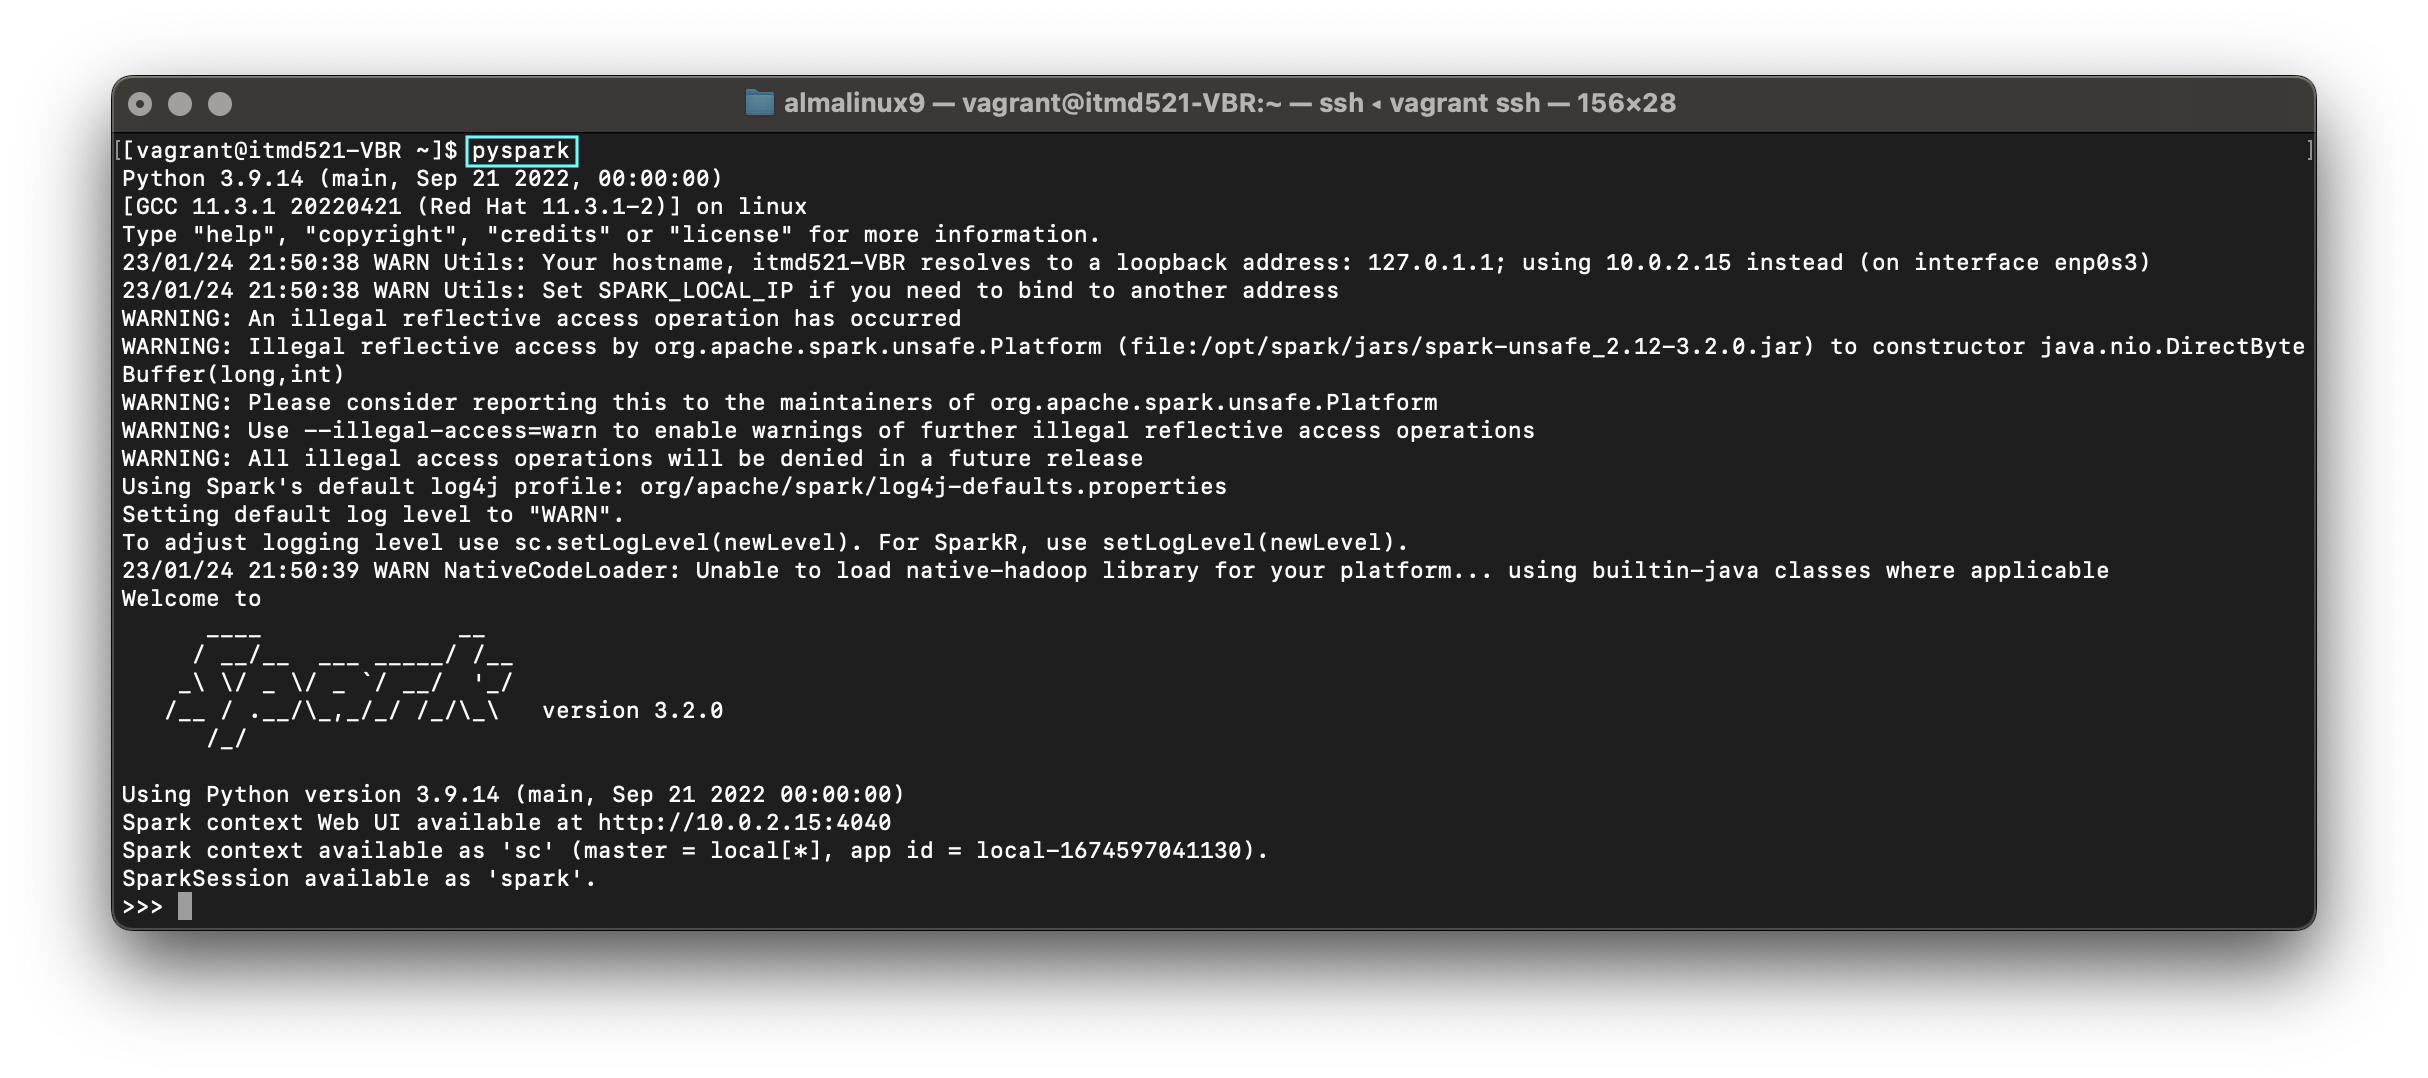 almalinux9 — vagrant@itmd521-VBR:~ — ssh ◂ vagrant ssh — 156×28
[[vagrant@itmd521-VBR ~]$ pyspark ]
Python 3.9.14 (main, Sep 21 2022, 00:00:00)
[GCC 11.3.1 20220421 (Red Hat 11.3.1-2)] on linux
Type "help", "copyright", "credits" or "license" for more information.
23/01/24 21:50:38 WARN Utils: Your hostname, itmd521-VBR resolves to a loopback address: 127.0.1.1; using 10.0.2.15 instead (on interface enp0s3)
23/01/24 21:50:38 WARN Utils: Set SPARK_LOCAL_IP if you need to bind to another address
WARNING: An illegal reflective access operation has occurred
WARNING: Illegal reflective access by org.apache.spark.unsafe.Platform (file:/opt/spark/jars/spark-unsafe_2.12-3.2.0.jar) to constructor java.nio.DirectByte
Buffer(long,int)
WARNING: Please consider reporting this to the maintainers of org.apache.spark.unsafe.Platform
WARNING: Use --illegal-access=warn to enable warnings of further illegal reflective access operations
WARNING: All illegal access operations will be denied in a future release
Using Spark's default log4j profile: org/apache/spark/log4j-defaults.properties
Setting default log level to "WARN".
To adjust logging level use sc.setLogLevel(newLevel). For SparkR, use setLogLevel(newLevel).
23/01/24 21:50:39 WARN NativeCodeLoader: Unable to load native-hadoop library for your platform... using builtin-java classes where applicable
Welcome to
      ____              __
     / __/__  ___ _____/ /__
    _\ \/ _ \/ _ `/ __/  '_/
   /__ / .__/\_,_/_/ /_/\_\   version 3.2.0
      /_/
Using Python version 3.9.14 (main, Sep 21 2022 00:00:00)
Spark context Web UI available at http://10.0.2.15:4040
Spark context available as 'sc' (master = local[*], app id = local-1674597041130).
SparkSession available as 'spark'.
>>>